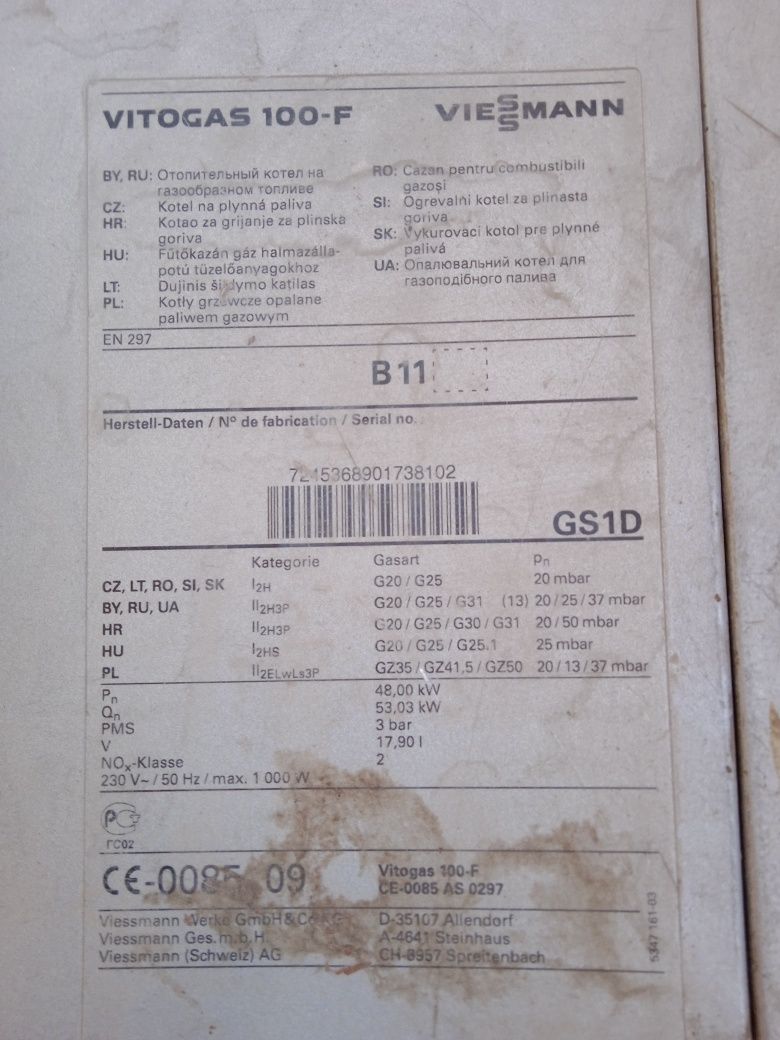 VITOGAS 100-F
VIESSMANN
BY, RU: Отопительный котел на
газообразном топливе
CZ: Kotel na plynná paliva
HR: Kotao za grijanje za plinska
goriva
HU: Fűtőkazán gáz halmazálla-
potú tüzelőanyagokhoz
LT: Dujinis šildymo katilas
PL: Kotły grzewcze opalane
paliwem gazowym
RO: Cazan pentru combustibili
gazoşi
SI: Ogrevalni kotel za plinasta
goriva
SK: Vykurovací kotol pre plynné
palivá
UA: Опалювальний котел для
газоподібного палива
EN 297
B 11
Herstell-Daten / N° de fabrication / Serial no.
GS1D
Kategorie Gasart Pn
CZ, LT, RO, SI, SK I2H G20 / G25 20 mbar
BY, RU, UA II2H3P G20 / G25 / G31 (13) 20 / 25 / 37 mbar
HR II2H3P G20 / G25 / G30 / G31 20 / 50 mbar
HU I2HS G20 / G25 / G25.1 25 mbar
PL II2ELwLs3P GZ35 / GZ41,5 / GZ50 20 / 13 / 37 mbar
Pn 48,00 kW
Qn 53,03 kW
PMS 3 bar
V 17,90 l
NOx-Klasse 2
230 V~ / 50 Hz / max. 1 000 W
ГС02
CE-0085 09
Vitogas 100-F
CE-0085 AS 0297
Viessmann Werke GmbH & Co KG D-35107 Allendorf
Viessmann Ges. m. b. H. A-4641 Steinhaus
Viessmann (Schweiz) AG CH-8957 Spreitenbach
5347 161-03